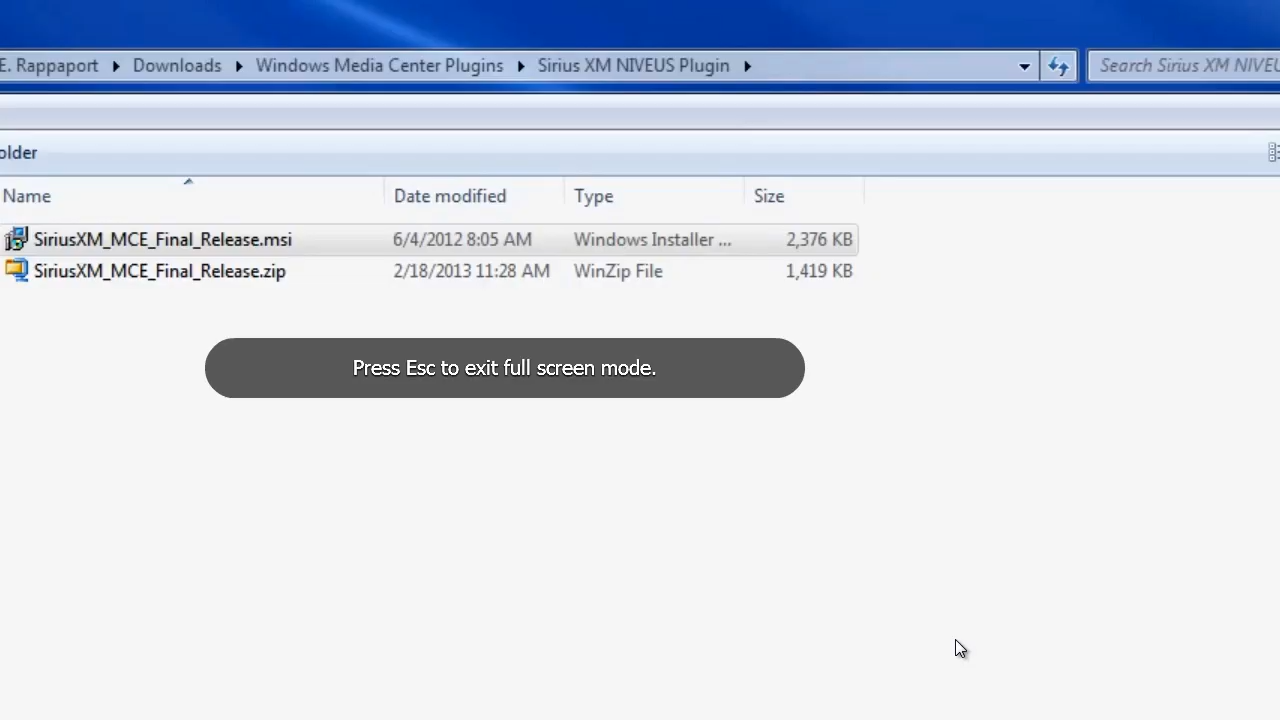 E. Rappaport Downloads Windows Media Center Plugins Sirius XM NIVEUS Plugin Search Sirius XM NIVEU
older
Name Date modified Type Size
SiriusXM_MCE_Final_Release.msi 6/4/2012 8:05 AM Windows Installer ... 2,376 KB
SiriusXM_MCE_Final_Release.zip 2/18/2013 11:28 AM WinZip File 1,419 KB
Press Esc to exit full screen mode.